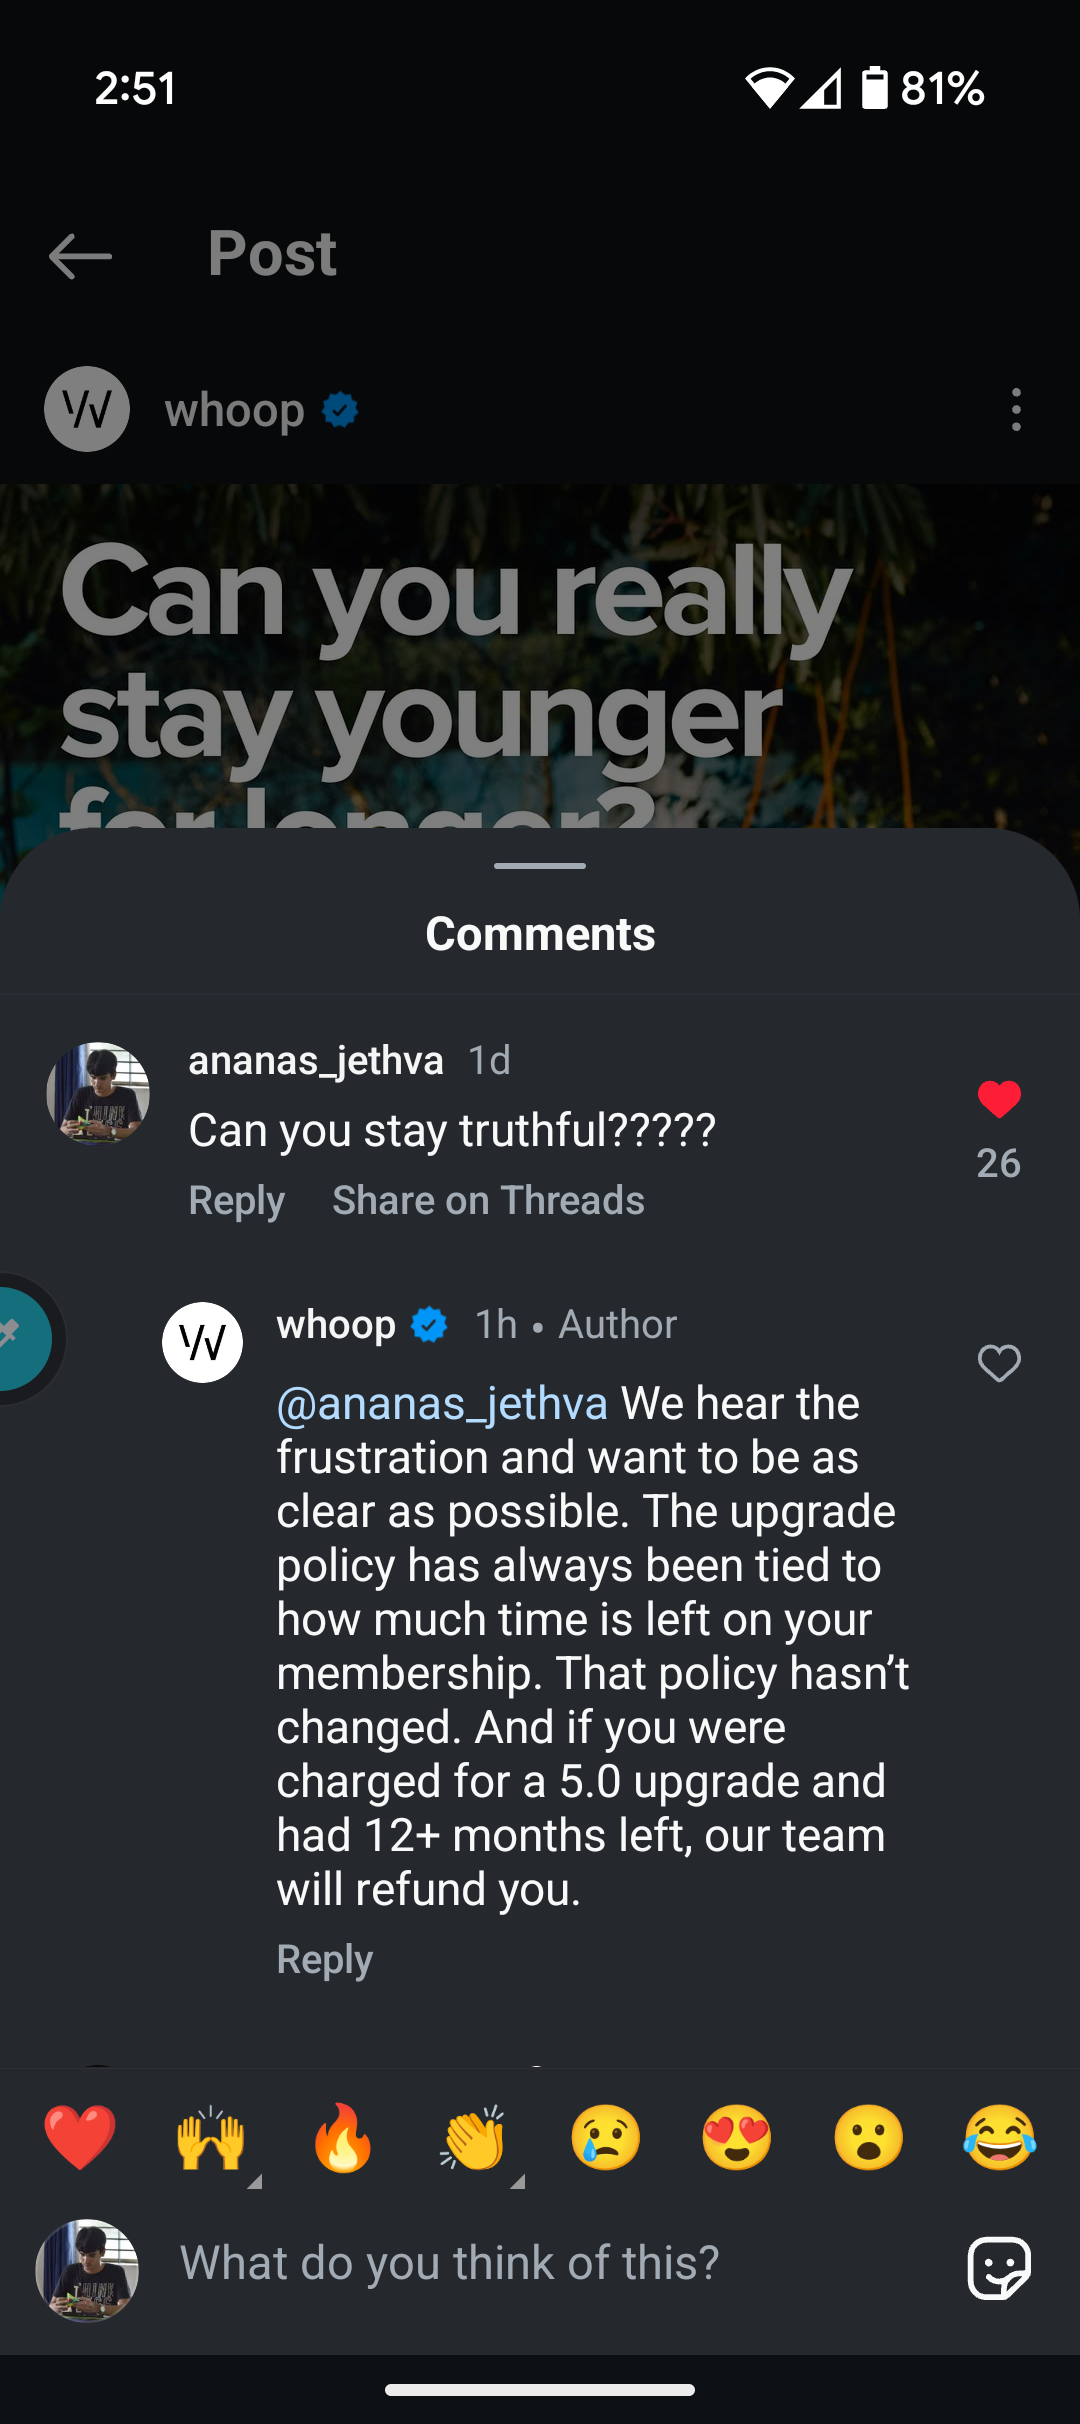 2:51
81%
Post
whoop
Can you really
stay younger
for longer?
Comments
ananas_jethva 1d
Can you stay truthful?????
26
Reply Share on Threads
whoop 1h • Author
@ananas_jethva We hear the
frustration and want to be as
clear as possible. The upgrade
policy has always been tied to
how much time is left on your
membership. That policy hasn’t
changed. And if you were
charged for a 5.0 upgrade and
had 12+ months left, our team
will refund you.
Reply
What do you think of this?